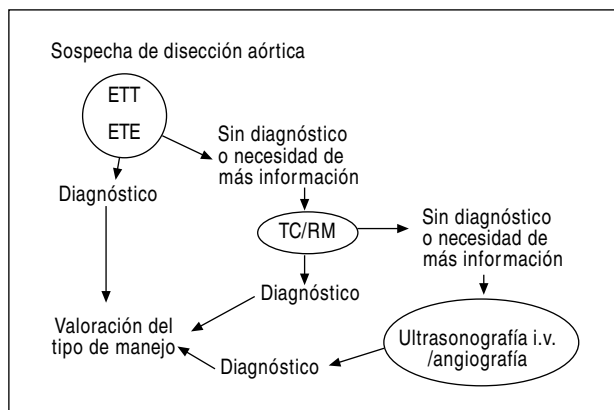 Sospecha de disección aórtica
ETT
ETE
Sin diagnóstico
o necesidad de
más información
Diagnóstico
TC/RM
Sin diagnóstico
o necesidad de
más información
Diagnóstico
Valoración del
tipo de manejo
Ultrasonografía i.v.
/angiografía
Diagnóstico